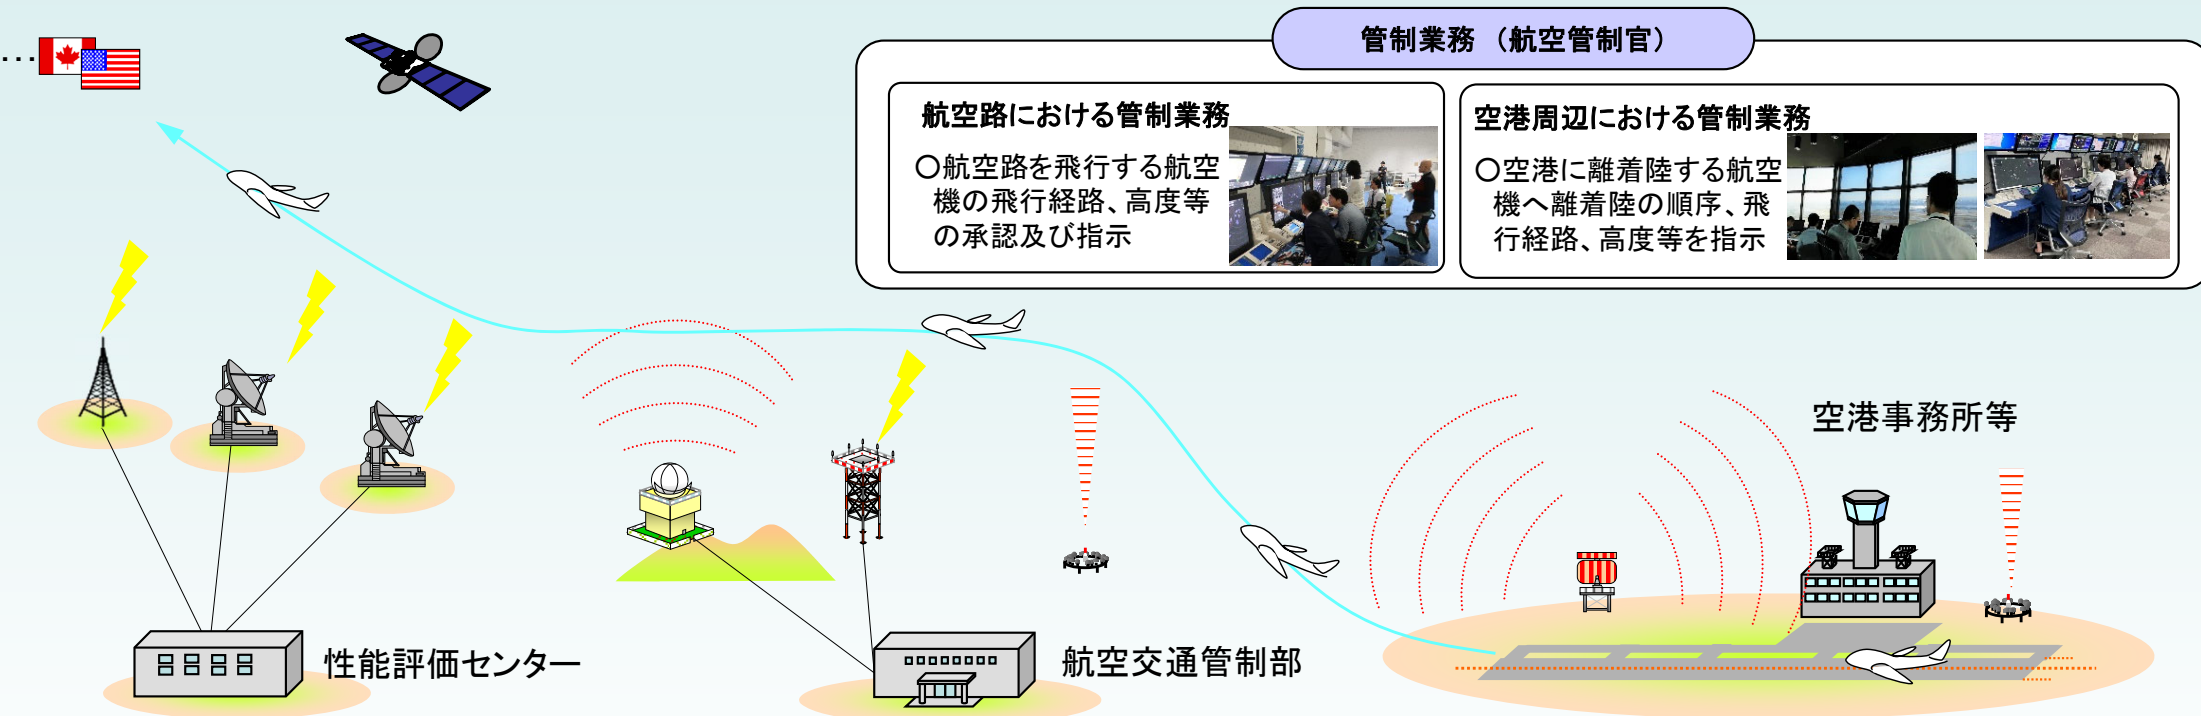 管制業務 （航空管制官）
航空路における管制業務
〇航空路を飛行する航空
機の飛行経路、高度等
の承認及び指示
空港周辺における管制業務
〇空港に離着陸する航空
機へ離着陸の順序、飛
行経路、高度等を指示
空港事務所等
性能評価センター
航空交通管制部